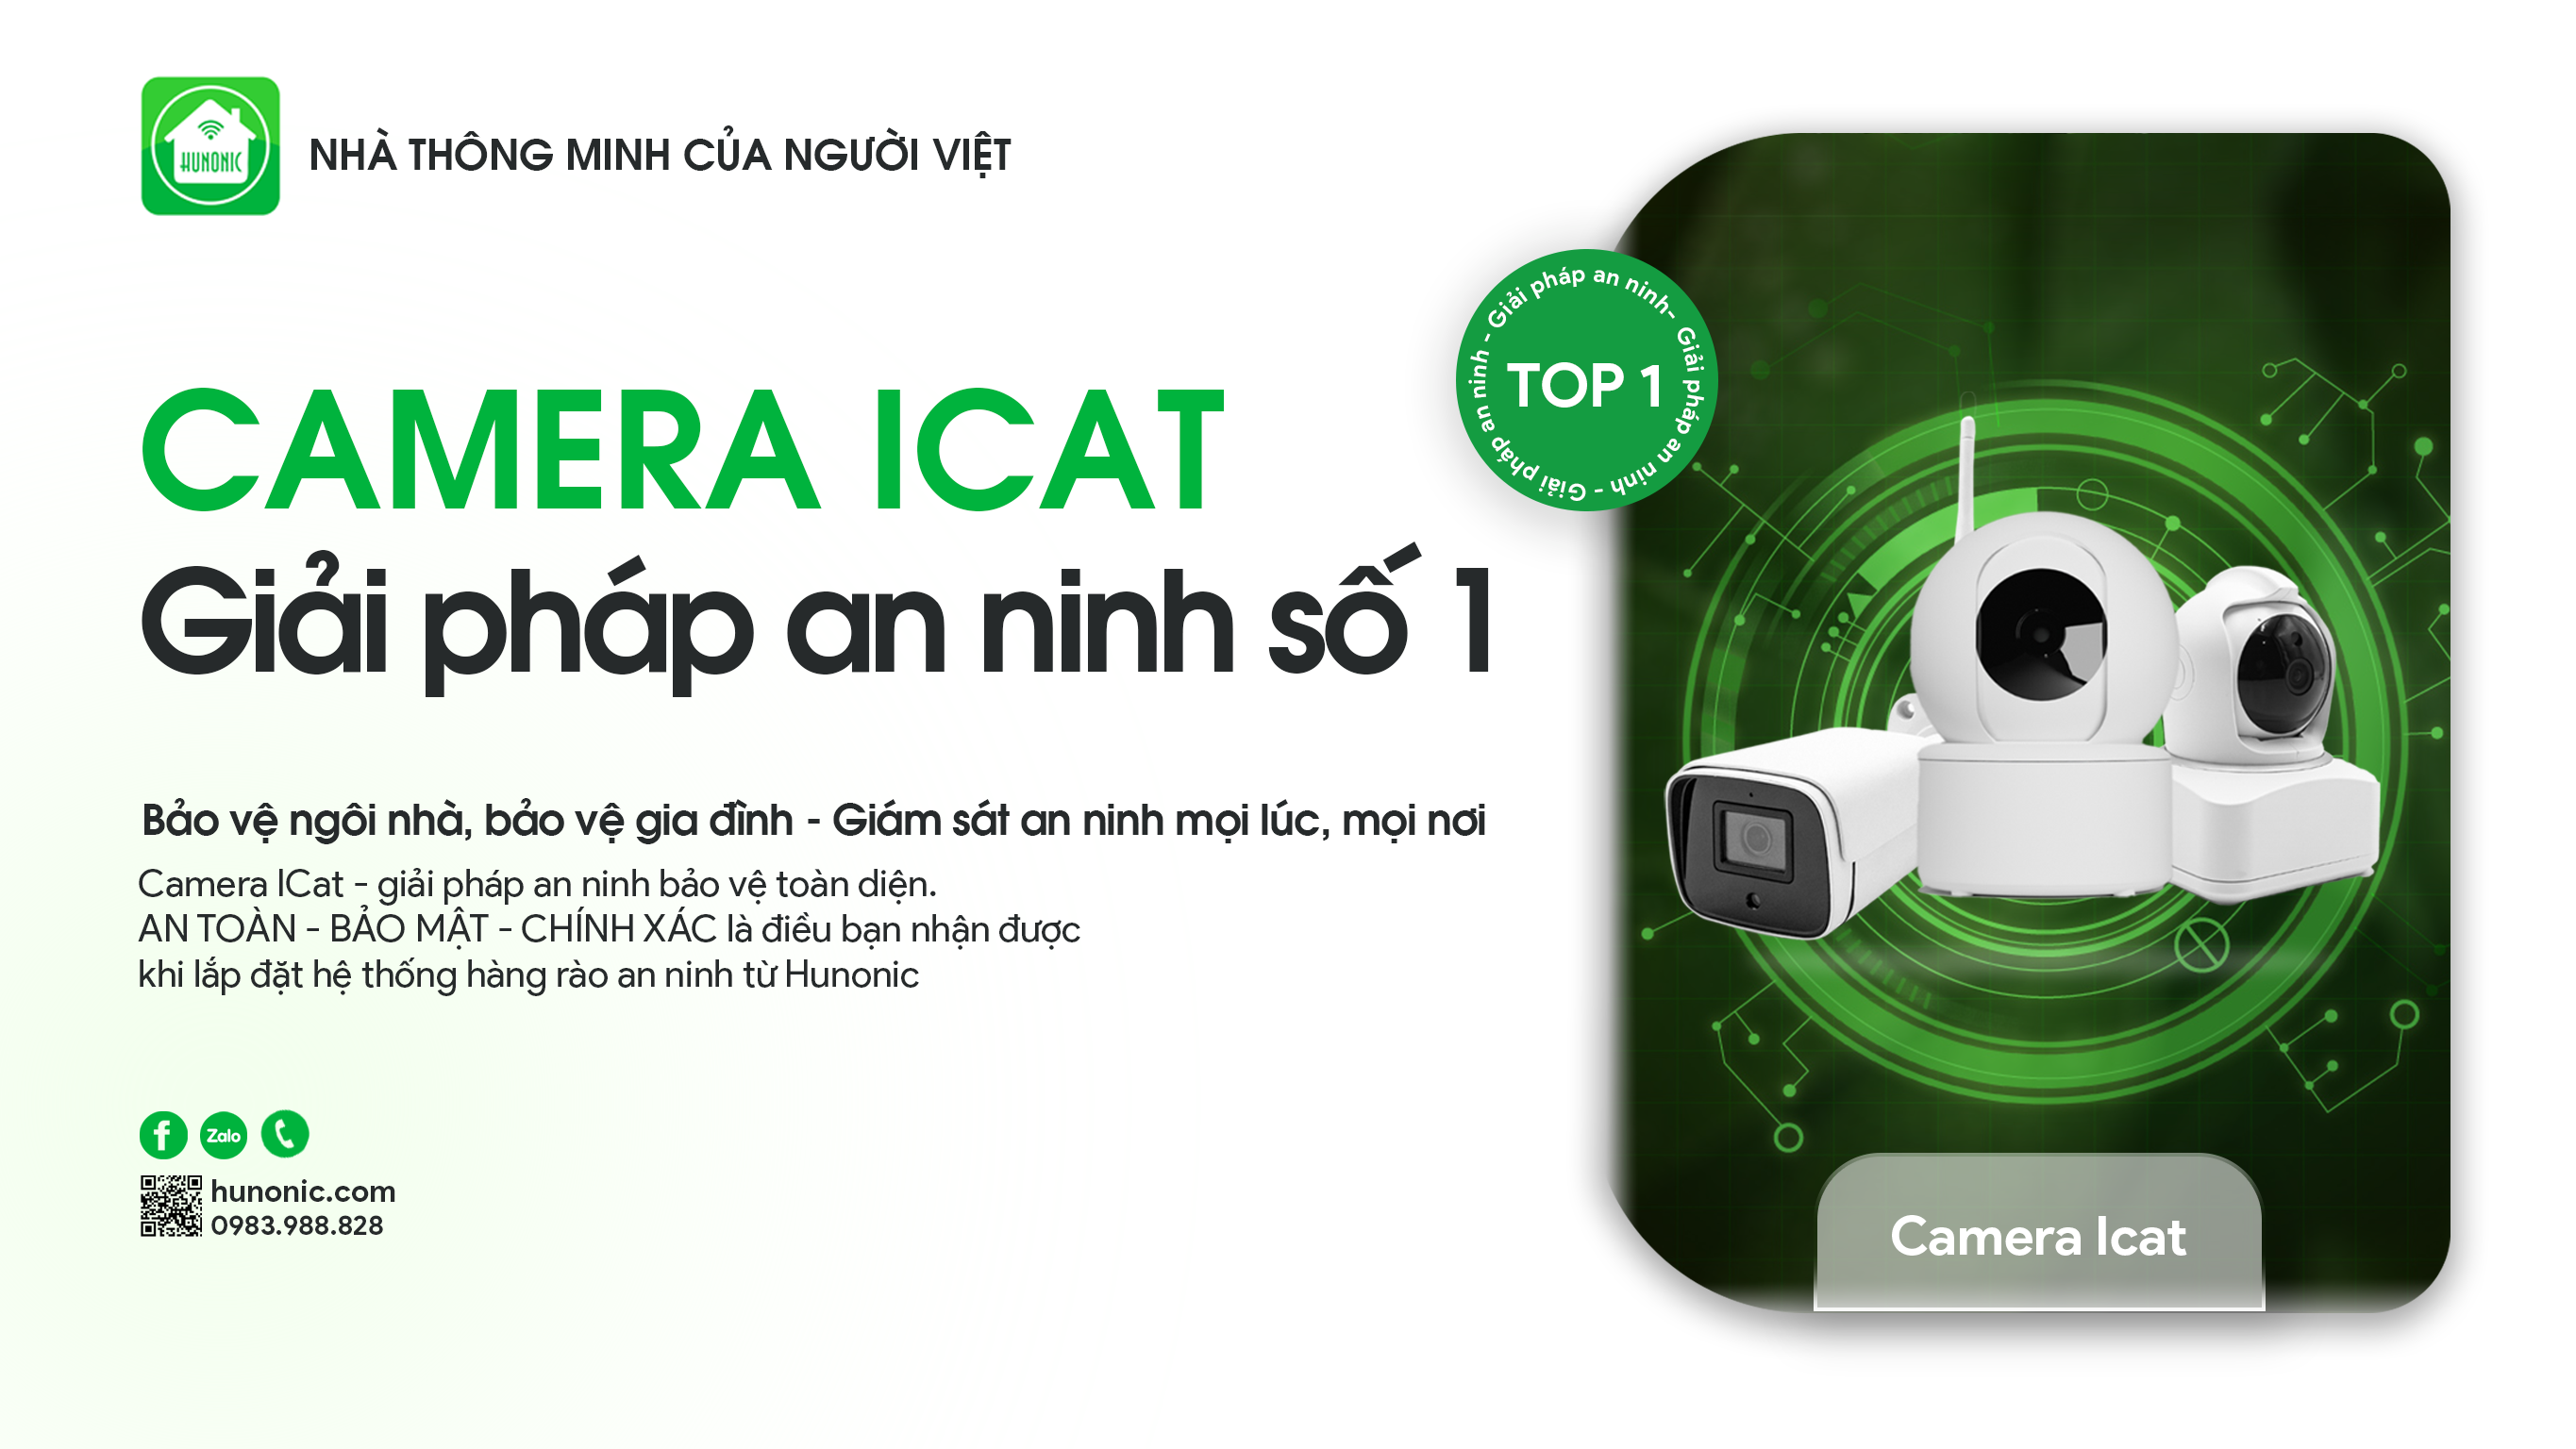 HUNONIC
NHÀ THÔNG MINH CỦA NGƯỜI VIỆT
CAMERA ICAT
Giải pháp an ninh số 1
Bảo vệ ngôi nhà, bảo vệ gia đình - Giám sát an ninh mọi lúc, mọi nơi
Camera ICat - giải pháp an ninh bảo vệ toàn diện.
AN TOÀN - BẢO MẬT - CHÍNH XÁC là điều bạn nhận được
khi lắp đặt hệ thống hàng rào an ninh từ Hunonic
f
Zalo
hunonic.com
0983.988.828
Giải pháp an ninh- Giải pháp an ninh - Giải pháp an ninh -
TOP 1
Camera Icat